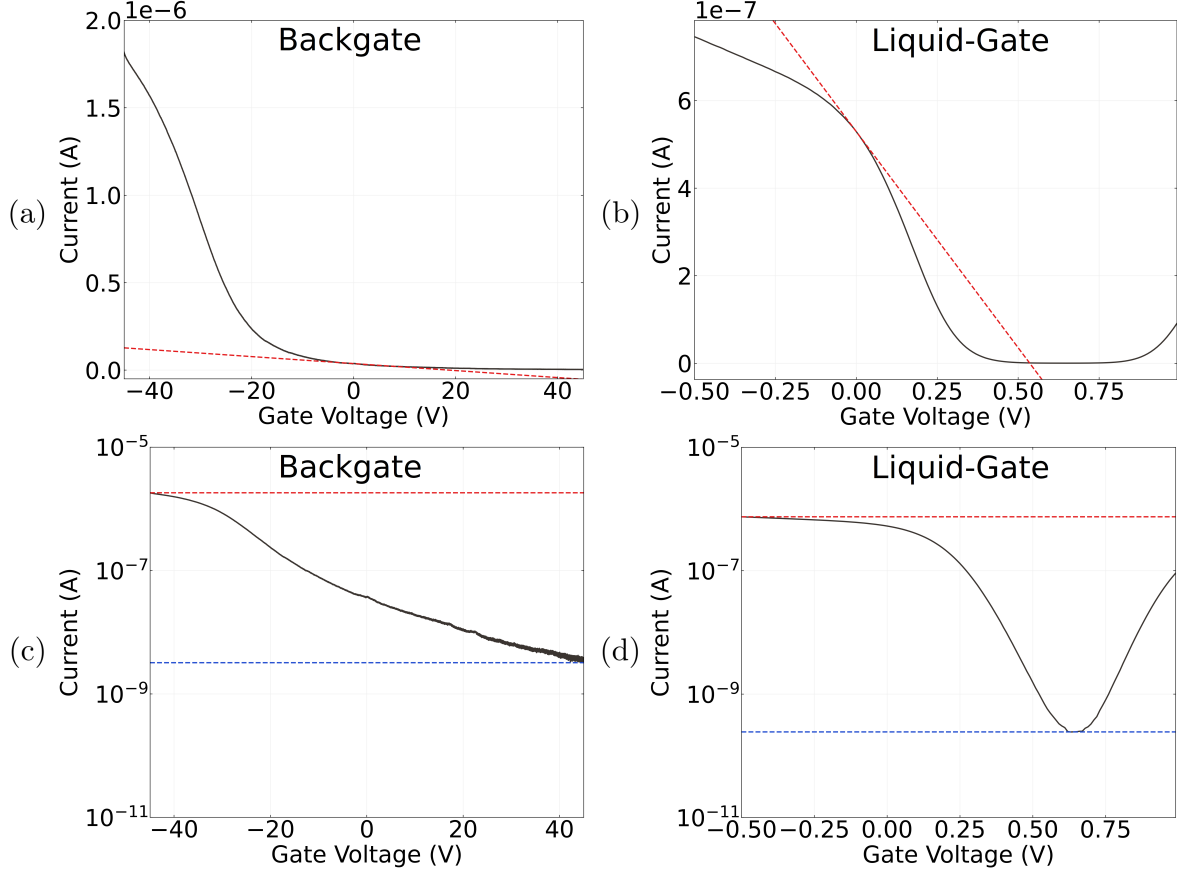 (a)
1e−6
Backgate
2.0
1.5
1.0
0.5
0.0
Current (A)
−40 −20 0 20 40
Gate Voltage (V)
(b)
1e−7
Liquid-Gate
6
4
2
0
Current (A)
−0.50 −0.25 0.00 0.25 0.50 0.75
Gate Voltage (V)
(c)
Backgate
10⁻⁵
10⁻⁷
10⁻⁹
10⁻¹¹
Current (A)
−40 −20 0 20 40
Gate Voltage (V)
(d)
Liquid-Gate
10⁻⁵
10⁻⁷
10⁻⁹
10⁻¹¹
Current (A)
−0.50 −0.25 0.00 0.25 0.50 0.75
Gate Voltage (V)